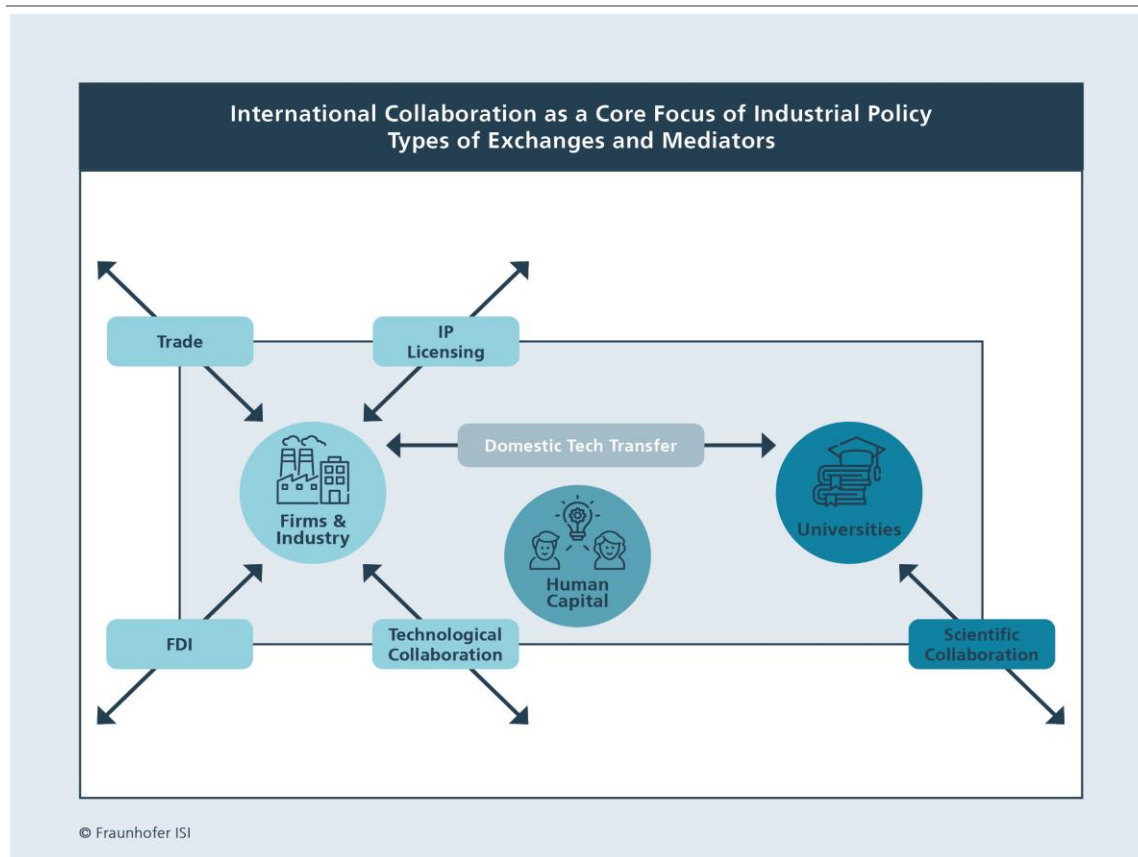 International Collaboration as a Core Focus of Industrial Policy
Types of Exchanges and Mediators
Trade
IP
Licensing
Domestic Tech Transfer
Firms &
Industry
Universities
Human
Capital
FDI
Technological
Collaboration
Scientific
Collaboration
© Fraunhofer ISI